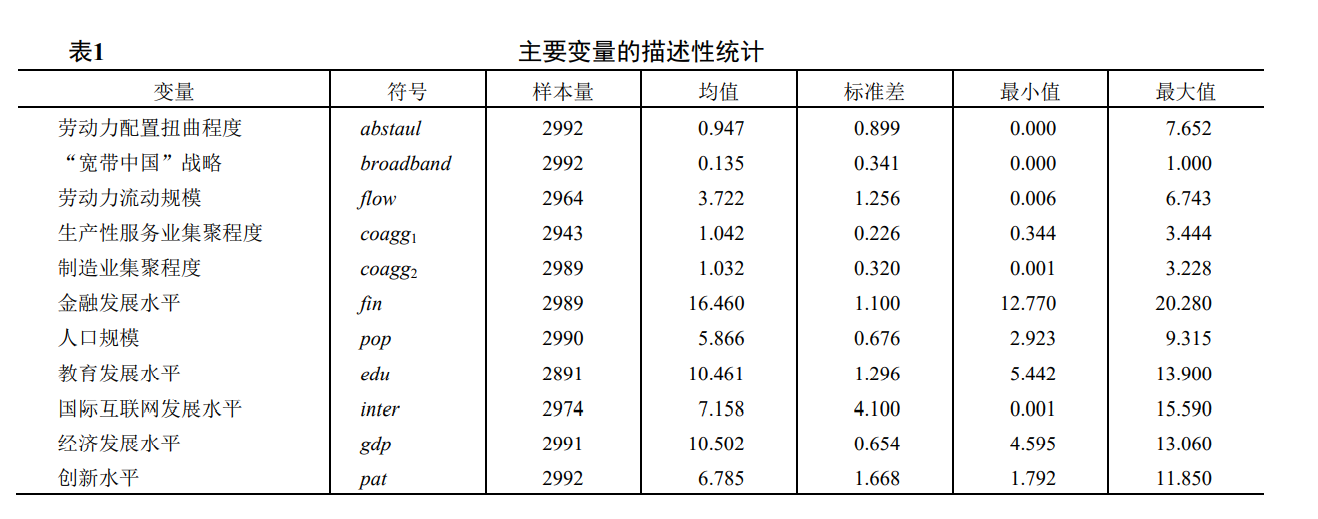 表1 主要变量的描述性统计
变量 符号 样本量 均值 标准差 最小值 最大值
劳动力配置扭曲程度 abstaul 2992 0.947 0.899 0.000 7.652
“宽带中国”战略 broadband 2992 0.135 0.341 0.000 1.000
劳动力流动规模 flow 2964 3.722 1.256 0.006 6.743
生产性服务业集聚程度 coagg₁ 2943 1.042 0.226 0.344 3.444
制造业集聚程度 coagg₂ 2989 1.032 0.320 0.001 3.228
金融发展水平 fin 2989 16.460 1.100 12.770 20.280
人口规模 pop 2990 5.866 0.676 2.923 9.315
教育发展水平 edu 2891 10.461 1.296 5.442 13.900
国际互联网发展水平 inter 2974 7.158 4.100 0.001 15.590
经济发展水平 gdp 2991 10.502 0.654 4.595 13.060
创新水平 pat 2992 6.785 1.668 1.792 11.850